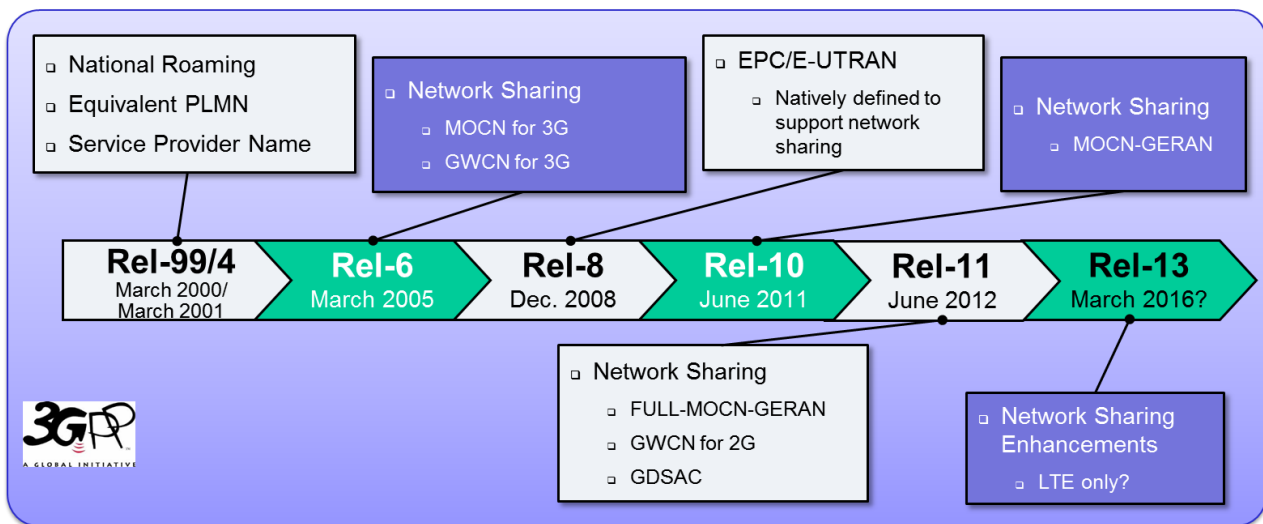 National Roaming
Equivalent PLMN
Service Provider Name
Network Sharing
MOCN for 3G
GWCN for 3G
EPC/E-UTRAN
Natively defined to
support network
sharing
Network Sharing
MOCN-GERAN
Rel-99/4
March 2000/
March 2001
Rel-6
March 2005
Rel-8
Dec. 2008
Rel-10
June 2011
Rel-11
June 2012
Rel-13
March 2016?
Network Sharing
FULL-MOCN-GERAN
GWCN for 2G
GDSAC
Network Sharing
Enhancements
LTE only?
3GPP
TM
A GLOBAL INITIATIVE